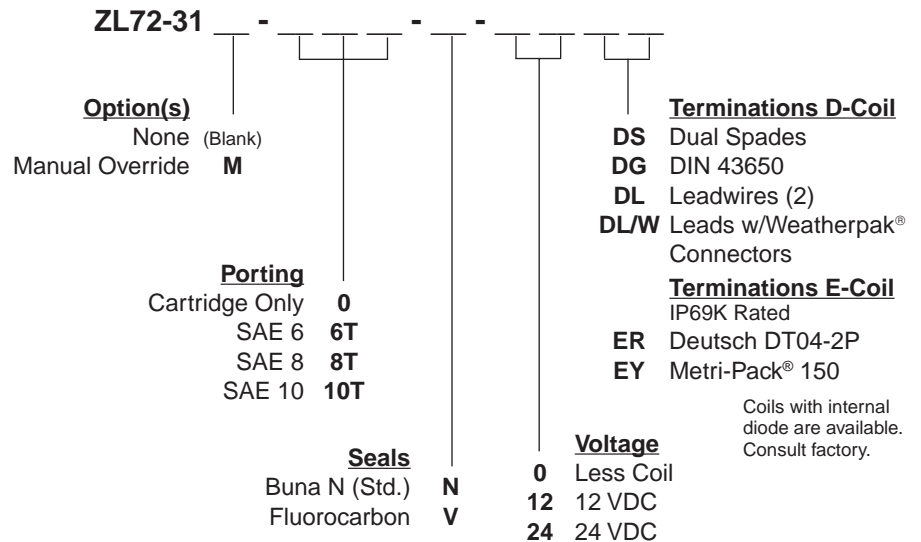 ZL72-31 __ - __ __ __ - __ - __ __ __ __
Option(s)
None (Blank)
Manual Override M
Porting
Cartridge Only 0
SAE 6 6T
SAE 8 8T
SAE 10 10T
Seals
Buna N (Std.) N
Fluorocarbon V
Voltage
0 Less Coil
12 12 VDC
24 24 VDC
Terminations D-Coil
DS Dual Spades
DG DIN 43650
DL Leadwires (2)
DL/W Leads w/Weatherpak®
Connectors
Terminations E-Coil
IP69K Rated
ER Deutsch DT04-2P
EY Metri-Pack® 150
Coils with internal
diode are available.
Consult factory.